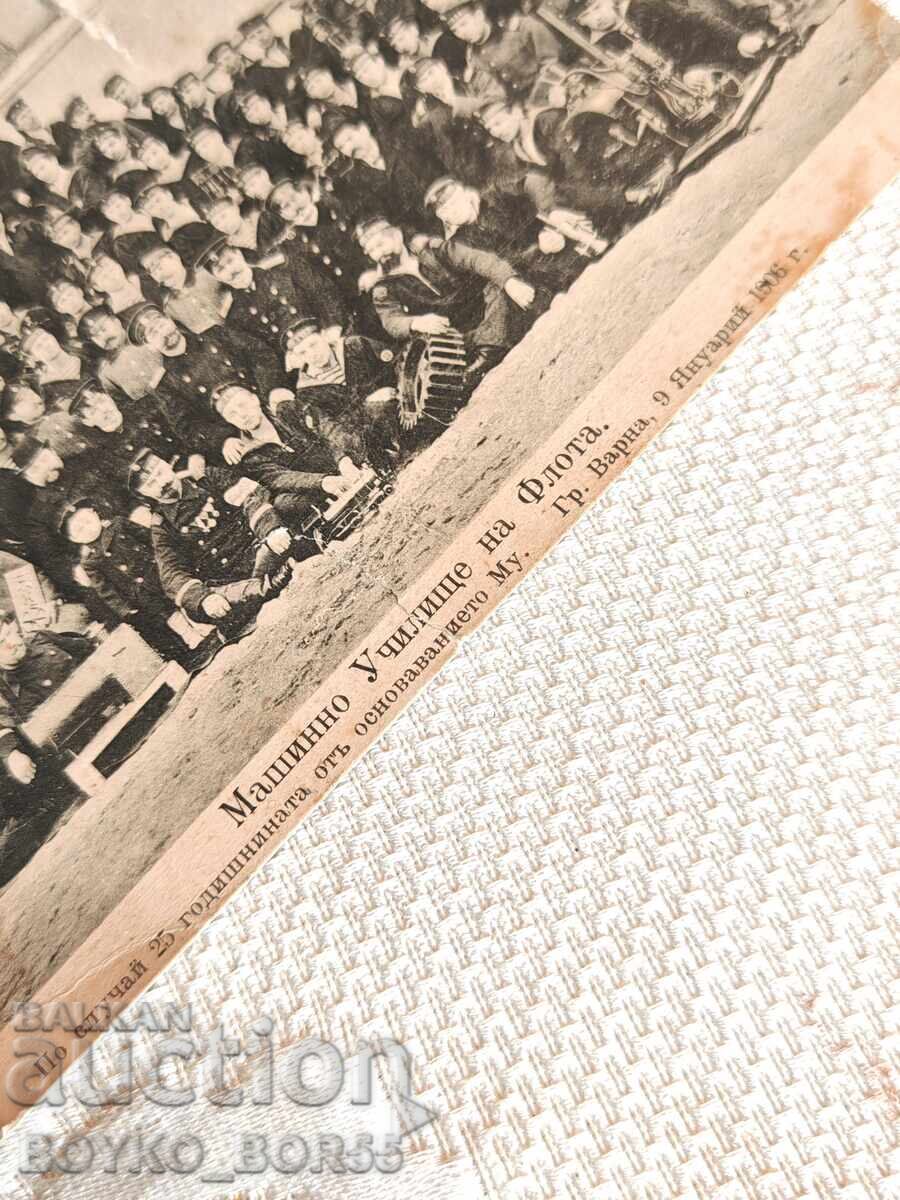 Машинно Училище на Флота.
По случай 25 годишнината отъ основаванието Му. Гр. Варна, 9 Януарий 1906 г.
BALKAN
auction
BOYKO_BOR55